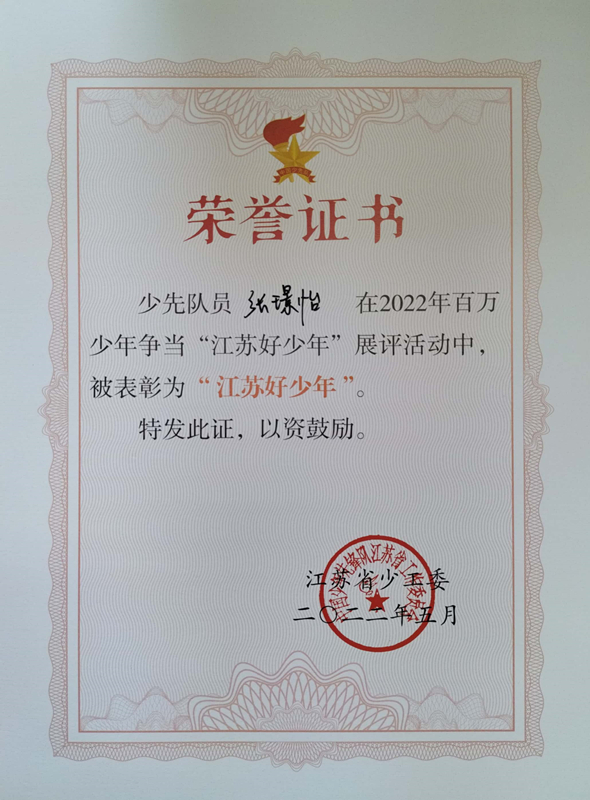 荣誉证书
少先队员 张璟怡 在2022年百万
少年争当“江苏好少年”展评活动中，
被表彰为“江苏好少年”。
特发此证，以资鼓励。
江苏省少工委
二〇二二年五月